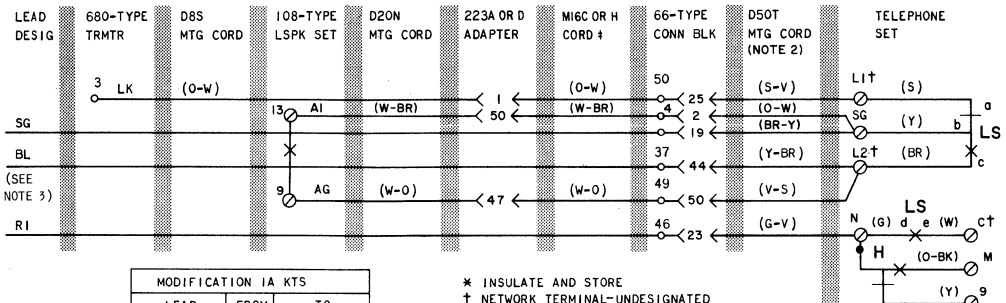 LEAD DESIG 680-TYPE TRMTR D8S MTG CORD 108-TYPE LSPK SET D20N MTG CORD 223A OR D ADAPTER M16C OR H CORD ‡ 66-TYPE CONN BLK D50T MTG CORD (NOTE 2) TELEPHONE SET
3 LK (O-W) 1 (O-W) 50 25 (S-V) L1† (S) a
13 A1 (W-BR) 50 (W-BR) 4 2 (O-W) SG
SG 19 (BR-Y) (Y) b LS
BL 37 44 (Y-BR) L2† (BR) c
(SEE NOTE 3)
9 AG (W-O) 47 (W-O) 49 50 (V-S)
RI 46 23 (G-V) N (G) d e (W) C†
LS
H (O-BK) M
(Y) 9
MODIFICATION IA KTS
LEAD FROM TO
* INSULATE AND STORE
† NETWORK TERMINAL-UNDESIGNATED